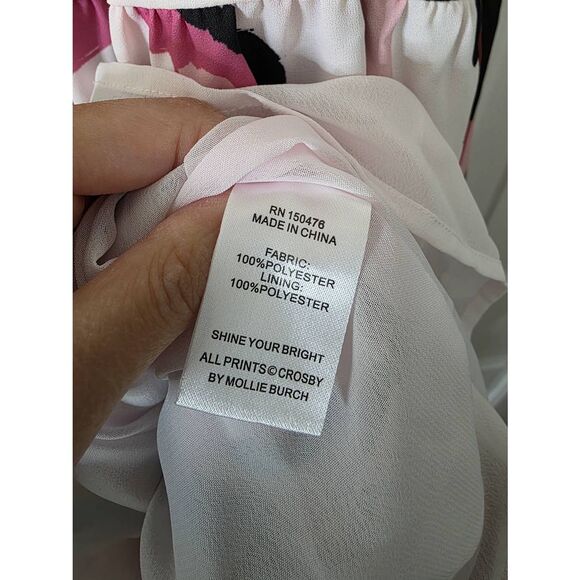 RN 150476
MADE IN CHINA
FABRIC:
100%POLYESTER
LINING:
100%POLYESTER
SHINE YOUR BRIGHT
ALL PRINTS©CROSBY
BY MOLLIE BURCH